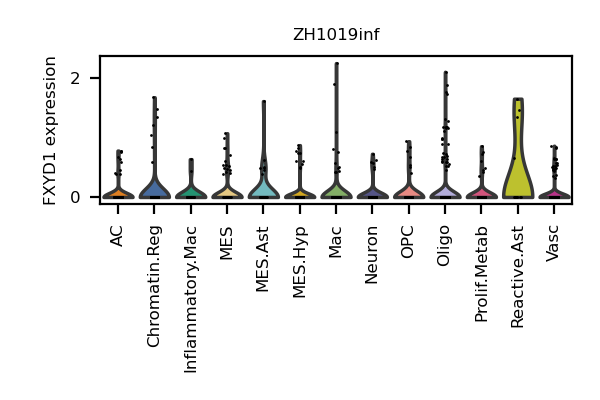 ZH1019inf
FXYD1 expression
2
0
AC
Chromatin.Reg
Inflammatory.Mac
MES
MES.Ast
MES.Hyp
Mac
Neuron
OPC
Oligo
Prolif.Metab
Reactive.Ast
Vasc